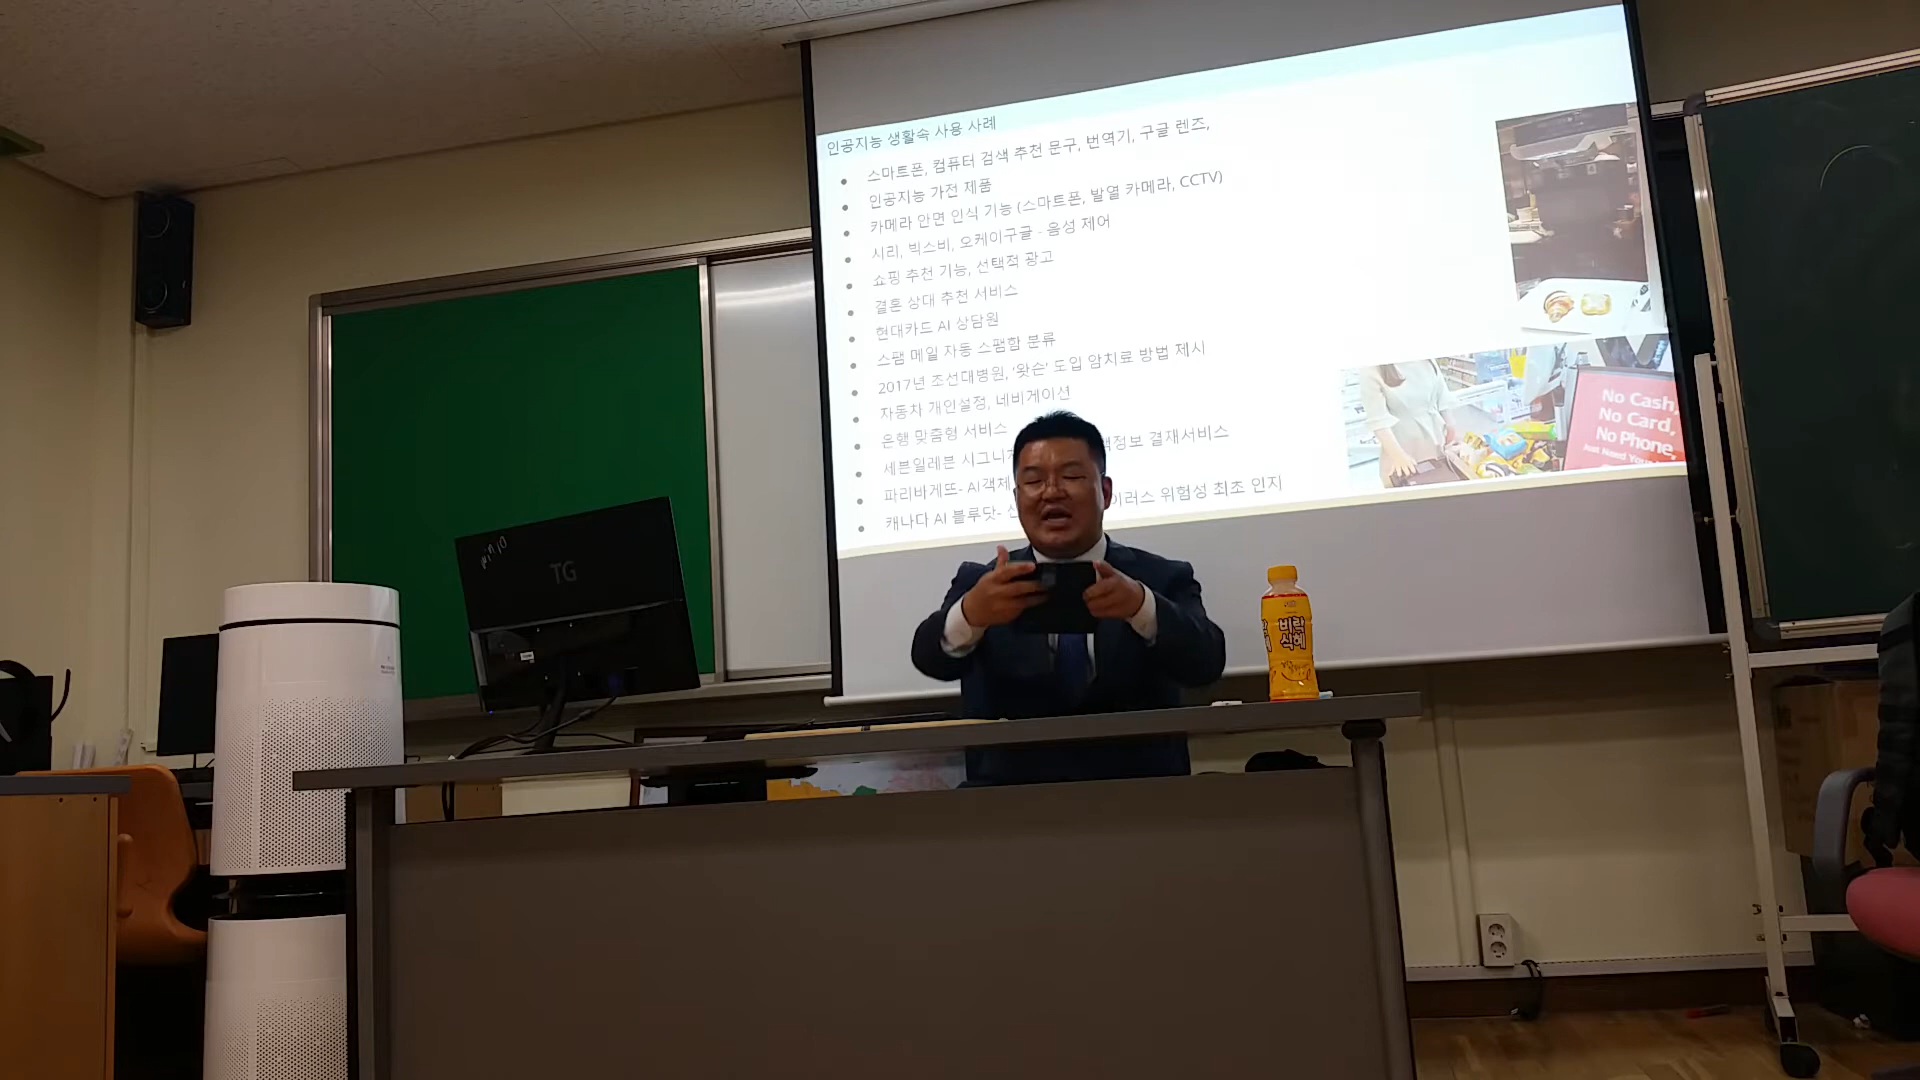 인공지능 생활속 사용 사례
스마트폰, 컴퓨터 검색 추천 문구, 번역기, 구글 렌즈,
인공지능 가전 제품
카메라 안면 인식 기능 (스마트폰, 발열 카메라, CCTV)
시리, 빅스비, 오케이구글 - 음성 제어
쇼핑 추천 기능, 선택적 광고
결혼 상대 추천 서비스
현대카드 AI 상담원
스팸 메일 자동 스팸함 분류
2017년 조선대병원, '왓슨' 도입 암치료 방법 제시
자동차 개인설정, 네비게이션
은행 맞춤형 서비스
세븐일레븐 시그니 맥정보 결재서비스
파리바게뜨- AI객체
캐나다 AI 블루닷- 이러스 위험성 최초 인지
No Cash,
No Card,
No Phone,
Just Need Your
TG
비락
식혜